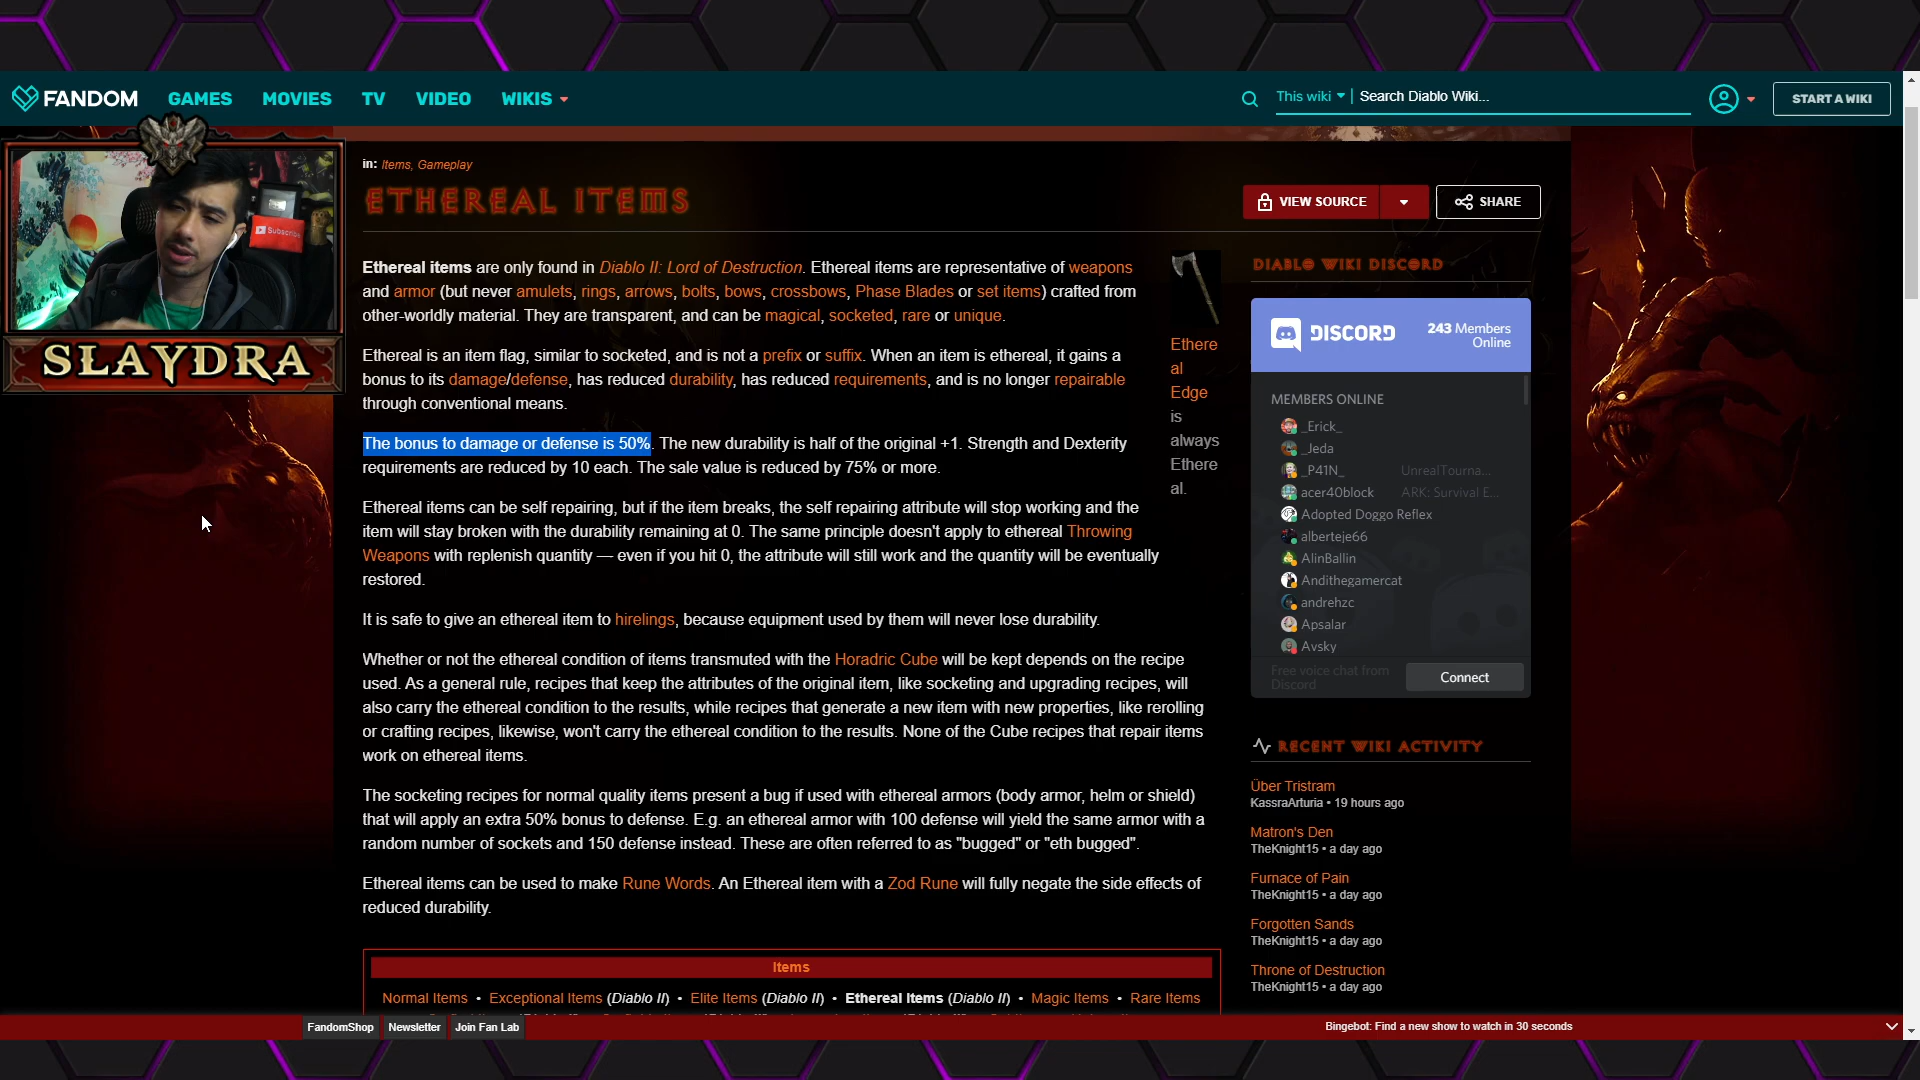 FANDOM
GAMES
MOVIES
TV
VIDEO
WIKIS
This wiki
Search Diablo Wiki...
START A WIKI
Subscribe
SLAYDRA
in: Items, Gameplay
ETHEREAL ITEMS
VIEW SOURCE
SHARE
Ethereal items are only found in Diablo II: Lord of Destruction. Ethereal items are representative of weapons
and armor (but never amulets, rings, arrows, bolts, bows, crossbows, Phase Blades or set items) crafted from
other-worldly material. They are transparent, and can be magical, socketed, rare or unique.
Ethereal is an item flag, similar to socketed, and is not a prefix or suffix. When an item is ethereal, it gains a
bonus to its damage/defense, has reduced durability, has reduced requirements, and is no longer repairable
through conventional means.
The bonus to damage or defense is 50%. The new durability is half of the original +1. Strength and Dexterity
requirements are reduced by 10 each. The sale value is reduced by 75% or more.
Ethereal items can be self repairing, but if the item breaks, the self repairing attribute will stop working and the
item will stay broken with the durability remaining at 0. The same principle doesn't apply to ethereal Throwing
Weapons with replenish quantity — even if you hit 0, the attribute will still work and the quantity will be eventually
restored.
It is safe to give an ethereal item to hirelings, because equipment used by them will never lose durability.
Whether or not the ethereal condition of items transmuted with the Horadric Cube will be kept depends on the recipe
used. As a general rule, recipes that keep the attributes of the original item, like socketing and upgrading recipes, will
also carry the ethereal condition to the results, while recipes that generate a new item with new properties, like rerolling
or crafting recipes, likewise, won't carry the ethereal condition to the results. None of the Cube recipes that repair items
work on ethereal items.
The socketing recipes for normal quality items present a bug if used with ethereal armors (body armor, helm or shield)
that will apply an extra 50% bonus to defense. E.g. an ethereal armor with 100 defense will yield the same armor with a
random number of sockets and 150 defense instead. These are often referred to as "bugged" or "eth bugged".
Ethereal items can be used to make Rune Words. An Ethereal item with a Zod Rune will fully negate the side effects of
reduced durability.
Ethere
al
Edge
is
always
Ethere
al.
Items
Normal Items • Exceptional Items (Diablo II) • Elite Items (Diablo II) • Ethereal Items (Diablo II) • Magic Items • Rare Items
DIABLO WIKI DISCORD
DISCORD
243 Members
Online
MEMBERS ONLINE
_Erick_
_Jeda
_P41N_ UnrealTourna...
acer40block ARK: Survival E...
Adopted Doggo Reflex
alberteje66
AlinBallin
Andithegamercat
andrehzc
Apsalar
Avsky
Free voice chat from
Discord
Connect
RECENT WIKI ACTIVITY
Über Tristram
KassraArturia • 19 hours ago
Matron's Den
TheKnight15 • a day ago
Furnace of Pain
TheKnight15 • a day ago
Forgotten Sands
TheKnight15 • a day ago
Throne of Destruction
TheKnight15 • a day ago
FandomShop
Newsletter
Join Fan Lab
Bingebot: Find a new show to watch in 30 seconds